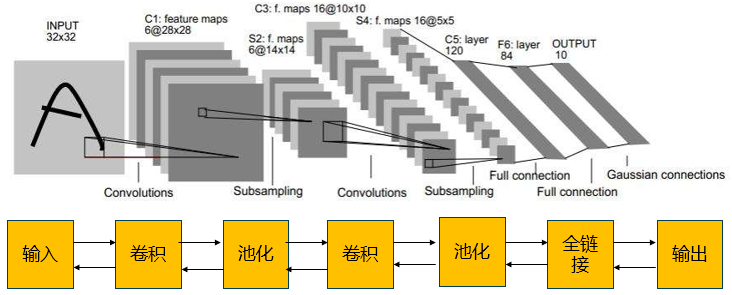 INPUT
32x32
C1: feature maps
6@28x28
S2: f. maps
6@14x14
C3: f. maps 16@10x10
S4: f. maps 16@5x5
C5: layer
120
F6: layer
84
OUTPUT
10
Convolutions
Subsampling
Convolutions
Subsampling
Full connection
Full connection
Gaussian connections
输入
卷积
池化
卷积
池化
全链
接
输出